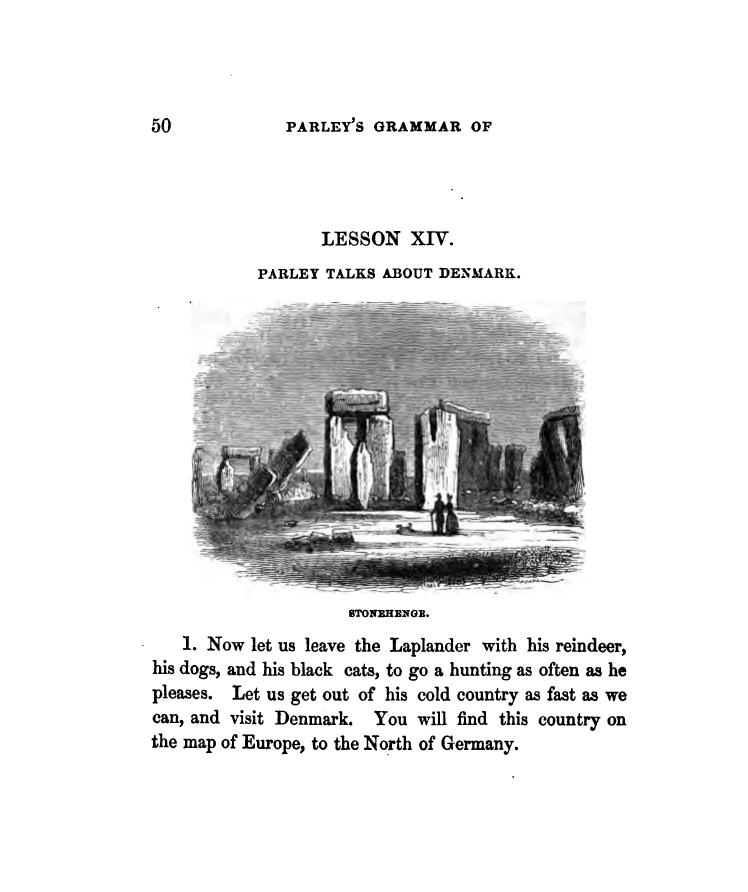 50 PARLEY'S GRAMMAR OF
LESSON XIV.
PARLEY TALKS ABOUT DENMARK.
STONEHENGE.
1. Now let us leave the Laplander with his reindeer,
his dogs, and his black cats, to go a hunting as often as he
pleases. Let us get out of his cold country as fast as we
can, and visit Denmark. You will find this country on
the map of Europe, to the North of Germany.